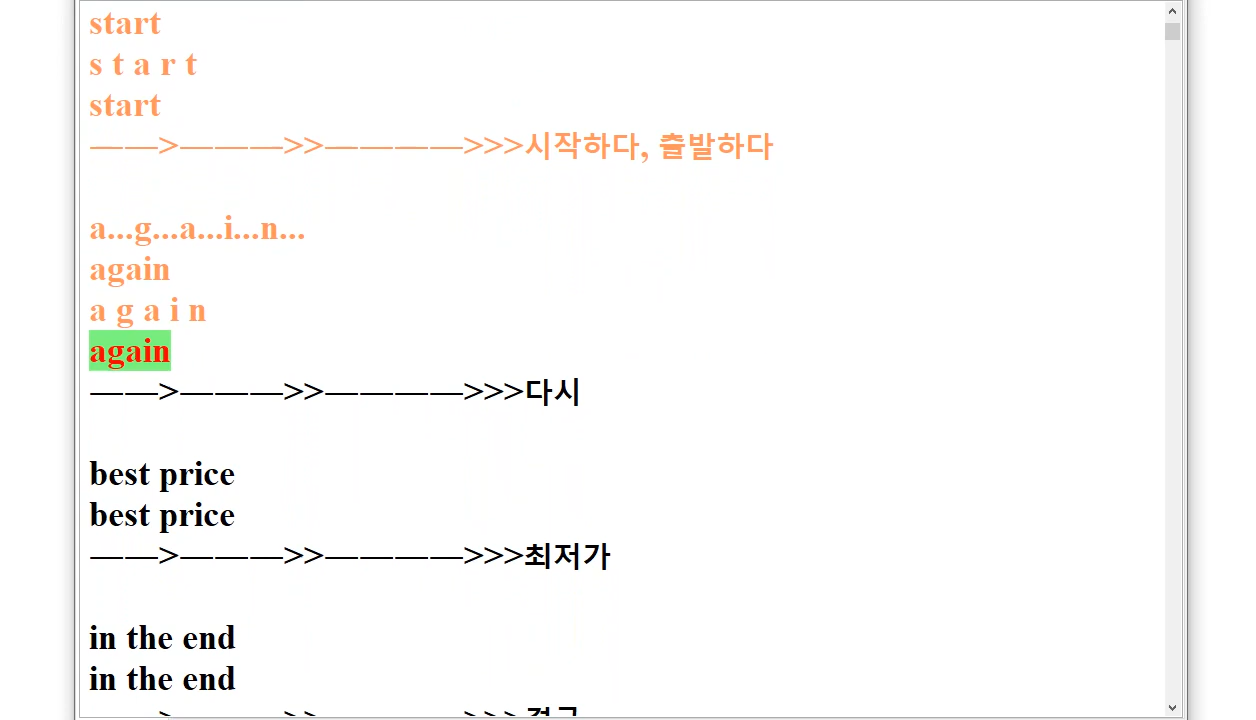 start
s t a r t
start
——>———>>————>>>시작하다, 출발하다
a...g...a...i...n...
again
a g a i n
again
——>———>>————>>>다시
best price
best price
——>———>>————>>>최저가
in the end
in the end